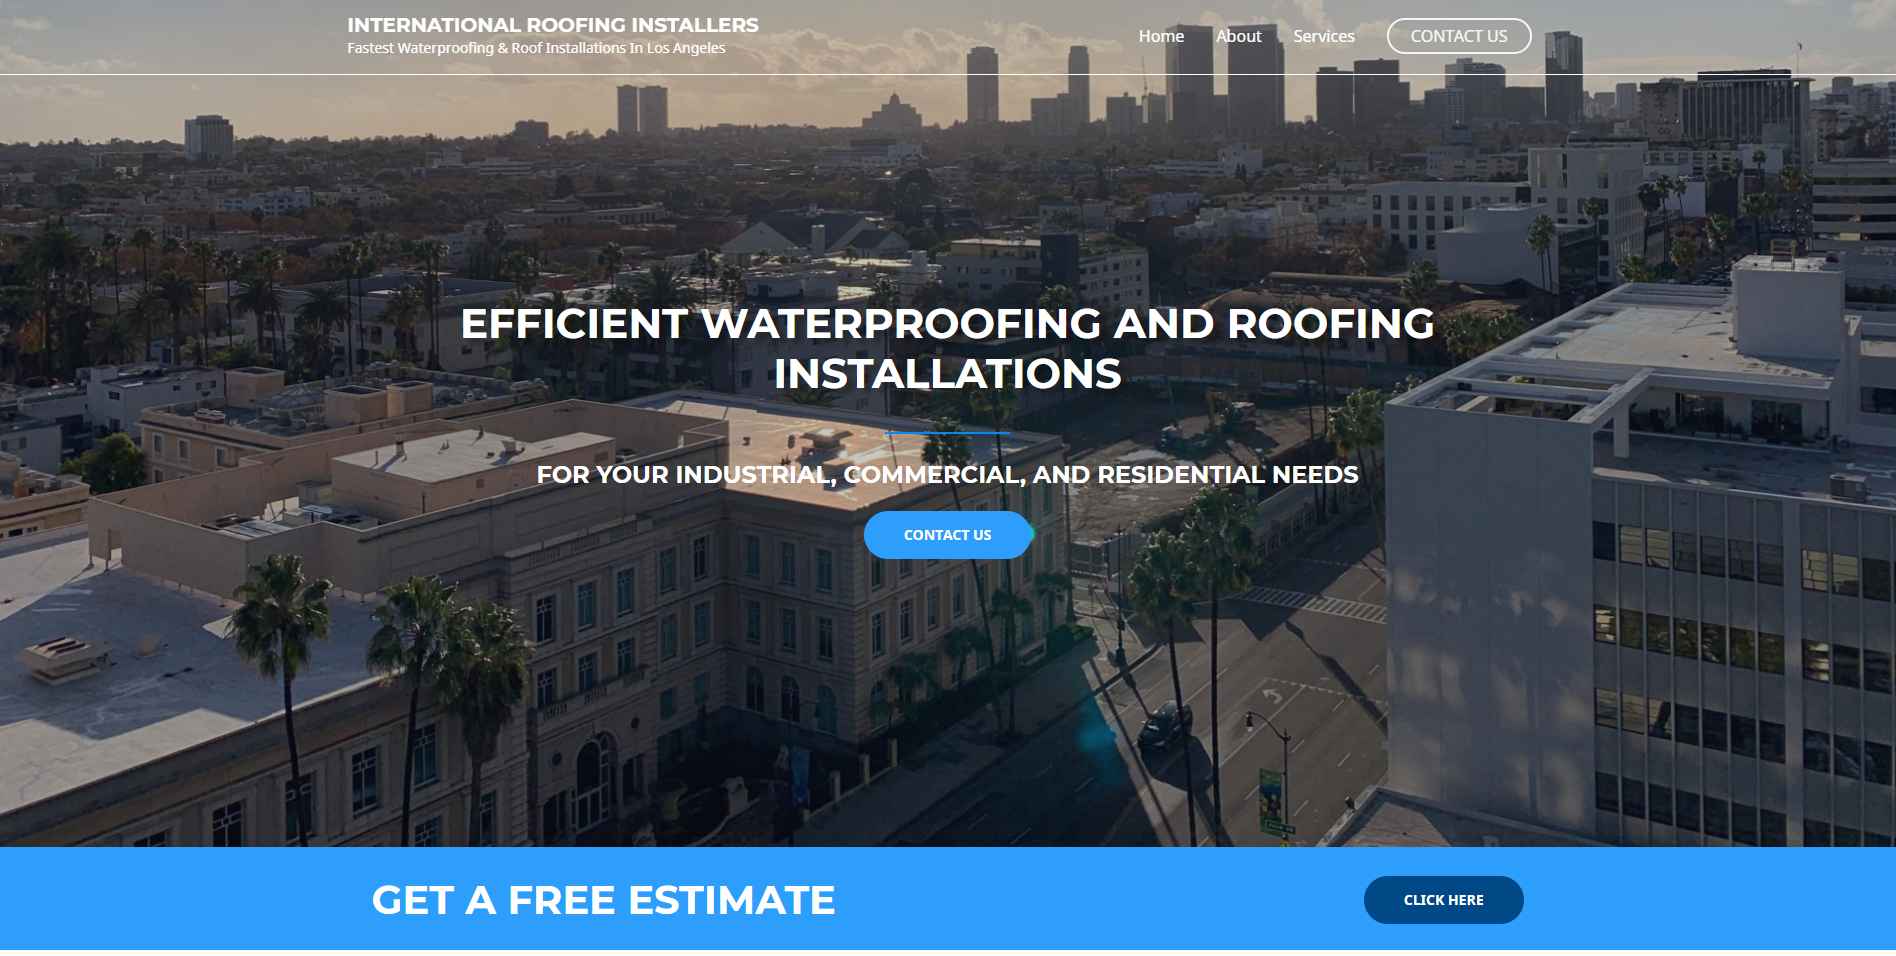 INTERNATIONAL ROOFING INSTALLERS
Fastest Waterproofing & Roof Installations In Los Angeles
Home About Services CONTACT US
EFFICIENT WATERPROOFING AND ROOFING
INSTALLATIONS
FOR YOUR INDUSTRIAL, COMMERCIAL, AND RESIDENTIAL NEEDS
CONTACT US
GET A FREE ESTIMATE
CLICK HERE